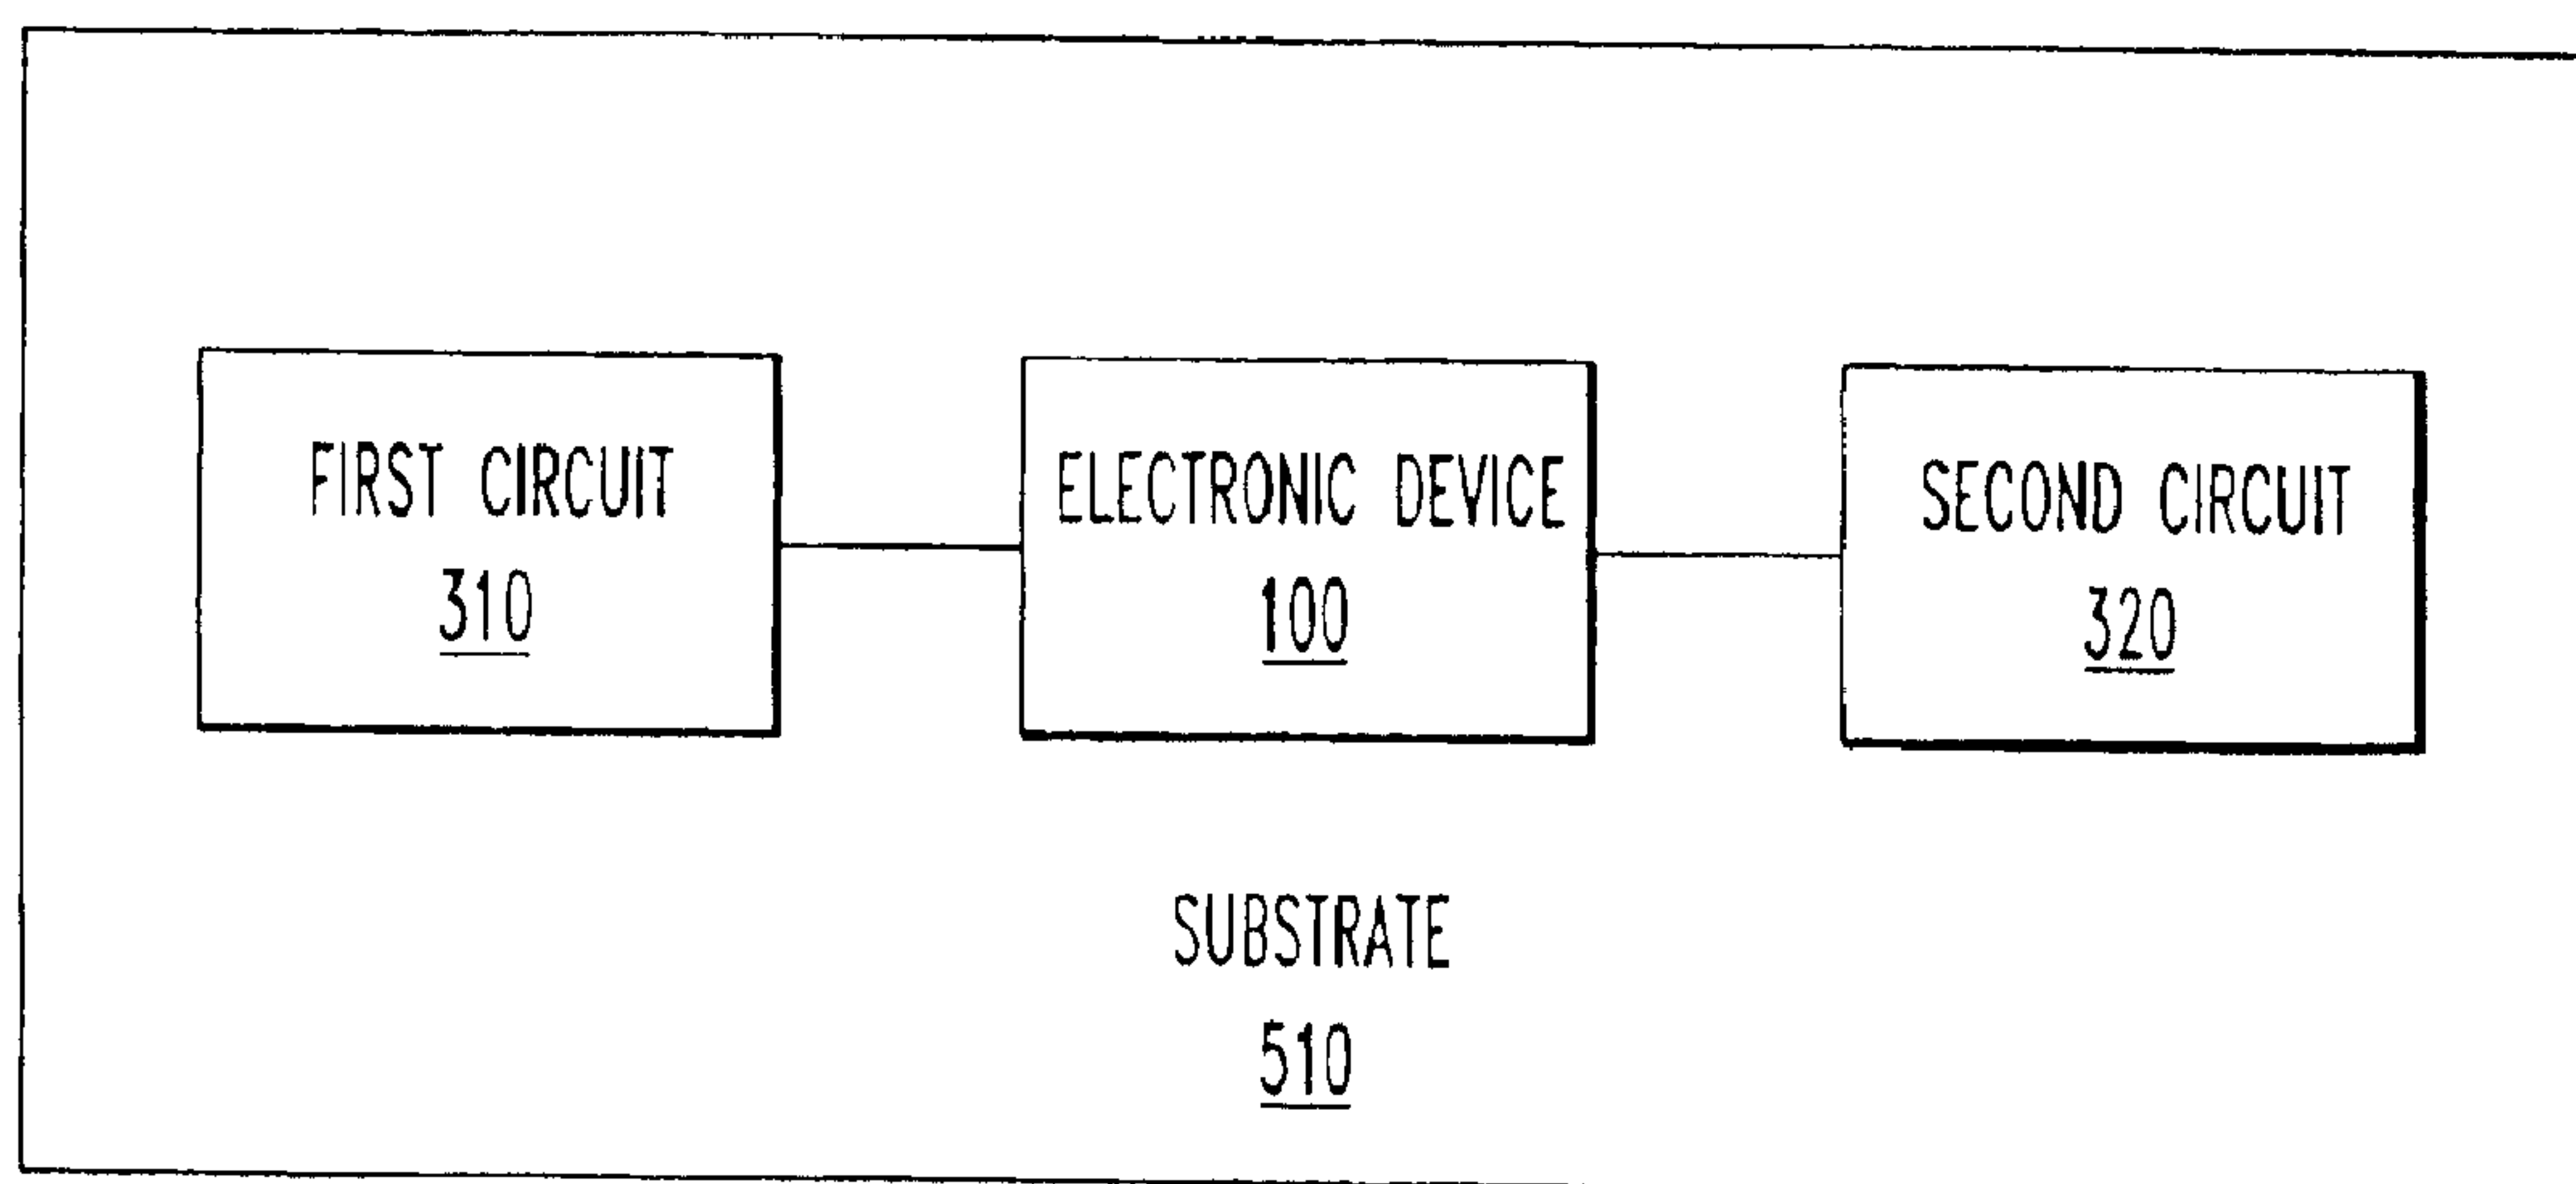 FIRST CIRCUIT
310
ELECTRONIC DEVICE
100
SECOND CIRCUIT
320
SUBSTRATE
510